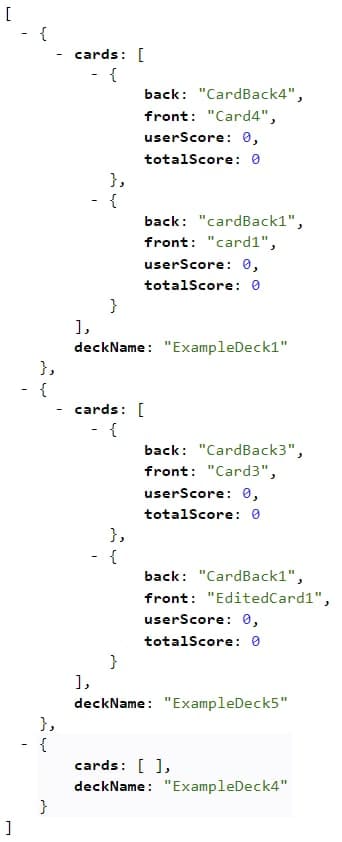 [
- {
- cards: [
- {
back: "CardBack4",
front: "Card4",
userScore: 0,
totalScore: 0
},
- {
back: "cardBack1",
front: "card1",
userScore: 0,
totalScore: 0
}
],
deckName: "ExampleDeck1"
},
- {
- cards: [
- {
back: "CardBack3",
front: "Card3",
userScore: 0,
totalScore: 0
},
- {
back: "CardBack1",
front: "EditedCard1",
userScore: 0,
totalScore: 0
}
],
deckName: "ExampleDeck5"
},
- {
cards: [ ],
deckName: "ExampleDeck4"
}
]